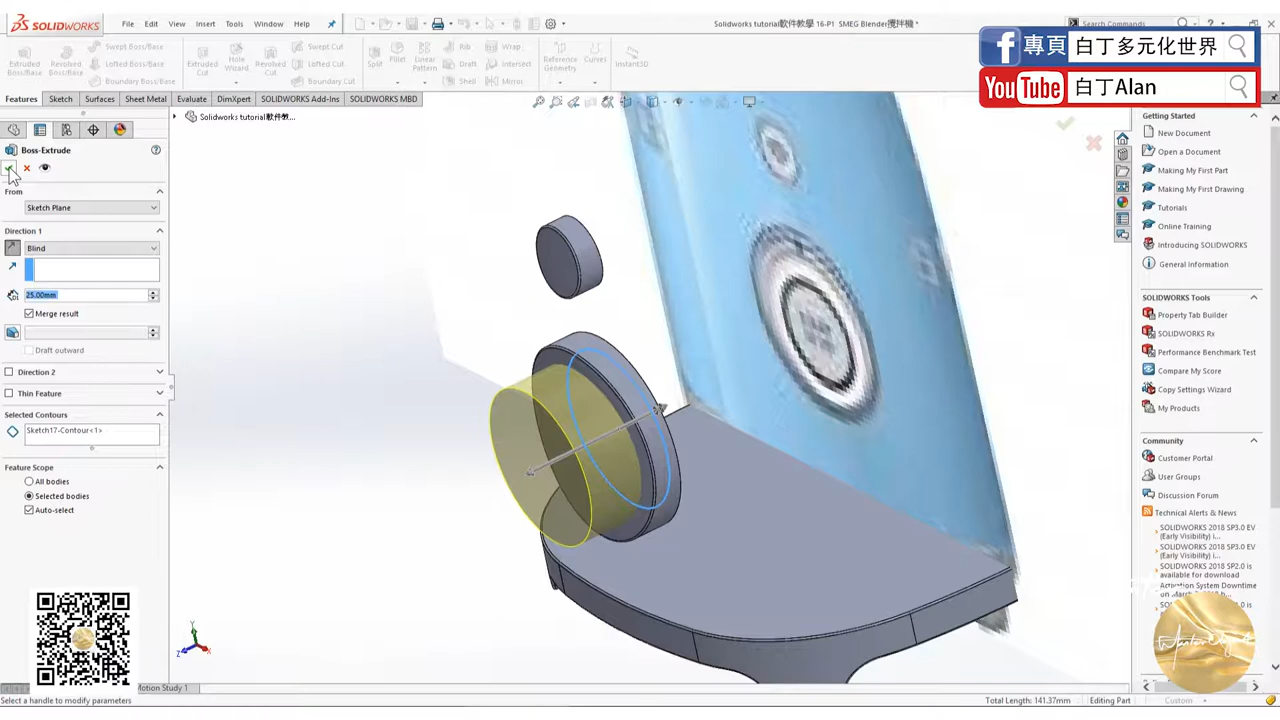 SOLIDWORKS
File Edit View Insert Tools Window Help
Solidworks tutorial軟件教學 16-P1 SMEG Blender攪拌機 *
Search Commands
專頁 白丁多元化世界
YouTube 白丁Alan
Extruded Boss/Base
Revolved Boss/Base
Swept Boss/Base
Lofted Boss/Base
Boundary Boss/Base
Extruded Cut
Hole Wizard
Revolved Cut
Swept Cut
Lofted Cut
Boundary Cut
Split
Fillet
Linear Pattern
Rib
Draft
Shell
Wrap
Intersect
Mirror
Reference Geometry
Curves
Instant3D
Features Sketch Surfaces Sheet Metal Evaluate DimXpert SOLIDWORKS Add-Ins SOLIDWORKS MBD
Solidworks tutorial軟件教...
Boss-Extrude
From
Sketch Plane
Direction 1
Blind
25.00mm
Merge result
Draft outward
Direction 2
Thin Feature
Selected Contours
Sketch17-Contour<1>
Feature Scope
All bodies
Selected bodies
Auto-select
Getting Started
New Document
Open a Document
Making My First Part
Making My First Drawing
Tutorials
Online Training
Introducing SOLIDWORKS
General Information
SOLIDWORKS Tools
Property Tab Builder
SOLIDWORKS Rx
Performance Benchmark Test
Compare My Score
Copy Settings Wizard
My Products
Community
Customer Portal
User Groups
Discussion Forum
Technical Alerts & News
SOLIDWORKS 2018 SP3.0 EV
(Early Visibility) i...
SOLIDWORKS 2018 SP3.0 EV
(Early Visibility) i...
SOLIDWORKS 2018 SP2.0 is
available for download
Activation System Downtime
Y
Z
X
Motion Study 1
Select a handle to modify parameters
Total Length: 141.37mm
Editing Part
Custom